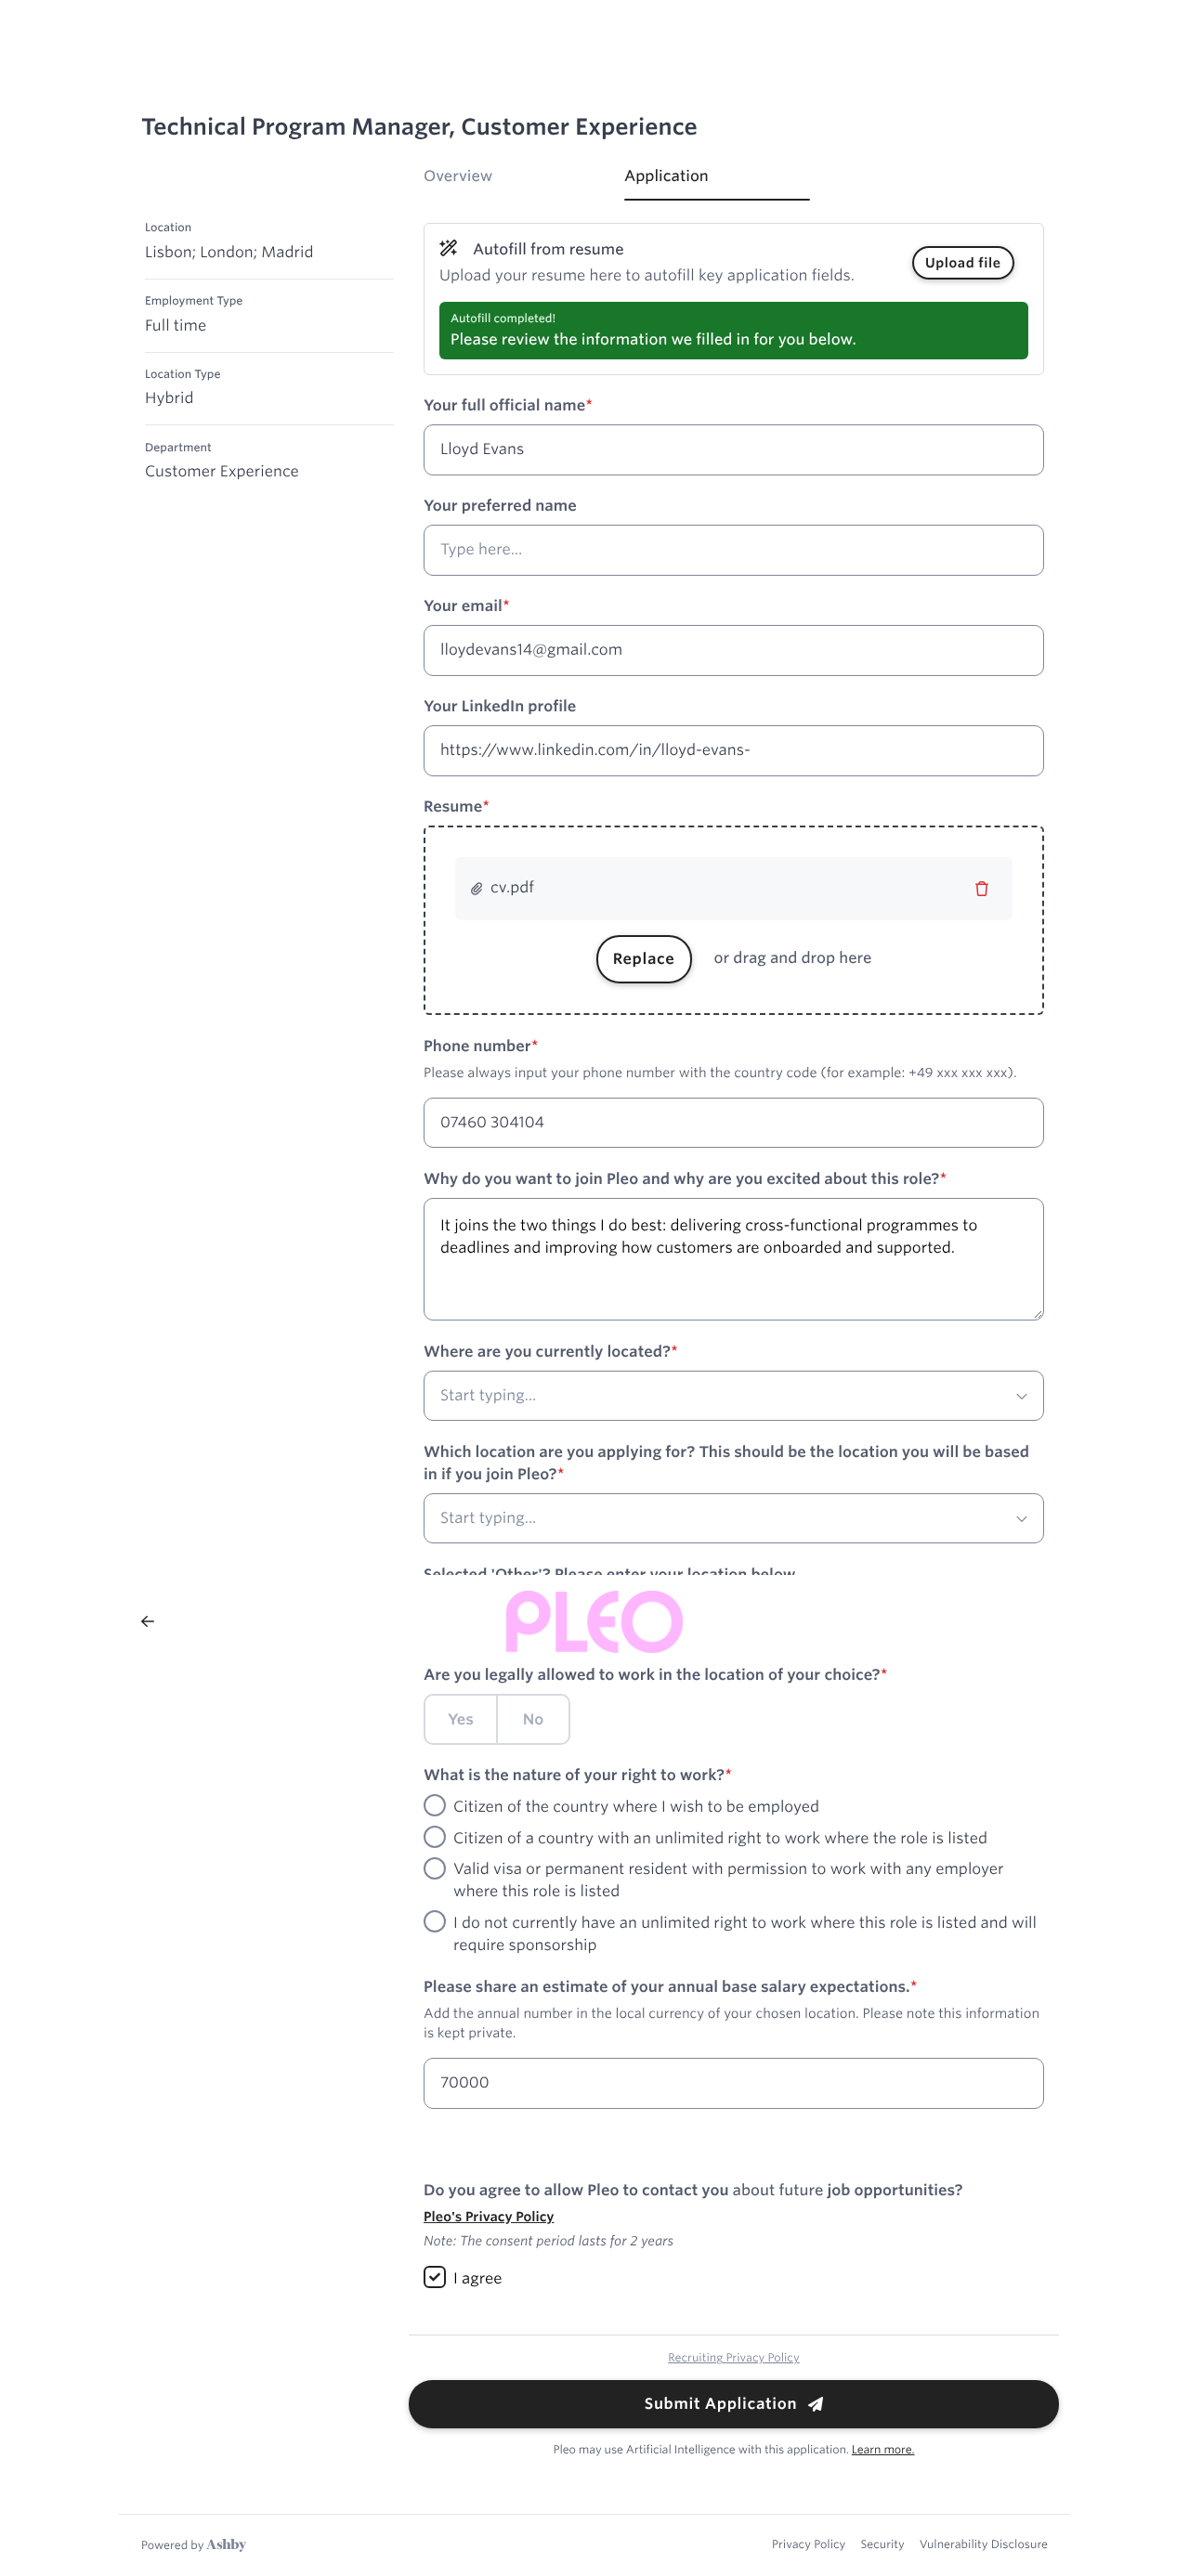 Technical Program Manager, Customer Experience
Overview
Application
Location
Lisbon; London; Madrid
Employment Type
Full time
Location Type
Hybrid
Department
Customer Experience
Autofill from resume
Upload your resume here to autofill key application fields.
Upload file
Autofill completed!
Please review the information we filled in for you below.
Your full official name*
Lloyd Evans
Your preferred name
Type here...
Your email*
lloydevans14@gmail.com
Your LinkedIn profile
https://www.linkedin.com/in/lloyd-evans-
Resume*
cv.pdf
Replace
or drag and drop here
Phone number*
Please always input your phone number with the country code (for example: +49 xxx xxx xxx).
07460 304104
Why do you want to join Pleo and why are you excited about this role?*
It joins the two things I do best: delivering cross-functional programmes to
deadlines and improving how customers are onboarded and supported.
Where are you currently located?*
Start typing...
Which location are you applying for? This should be the location you will be based
in if you join Pleo?*
Start typing...
Selected 'Other'? Please enter your location below
PLEO
Are you legally allowed to work in the location of your choice?*
Yes
No
What is the nature of your right to work?*
Citizen of the country where I wish to be employed
Citizen of a country with an unlimited right to work where the role is listed
Valid visa or permanent resident with permission to work with any employer
where this role is listed
I do not currently have an unlimited right to work where this role is listed and will
require sponsorship
Please share an estimate of your annual base salary expectations.*
Add the annual number in the local currency of your chosen location. Please note this information
is kept private.
70000
Do you agree to allow Pleo to contact you about future job opportunities?
Pleo's Privacy Policy
Note: The consent period lasts for 2 years
I agree
Recruiting Privacy Policy
Submit Application
Pleo may use Artificial Intelligence with this application. Learn more.
Powered by Ashby
Privacy Policy
Security
Vulnerability Disclosure